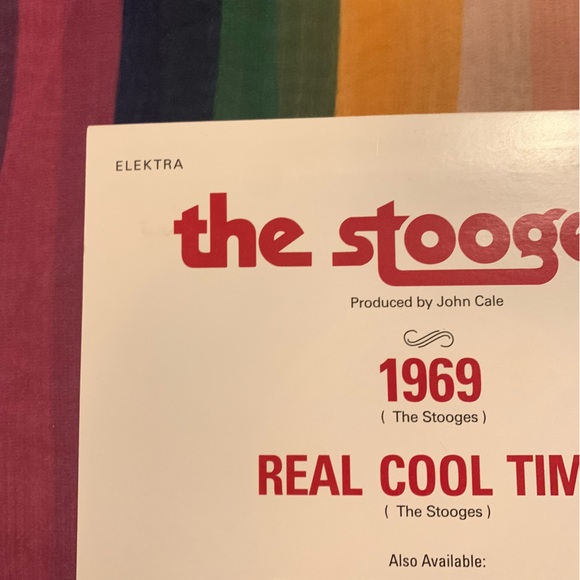 ELEKTRA
the stooge
Produced by John Cale
1969
( The Stooges )
REAL COOL TIM
( The Stooges )
Also Available: